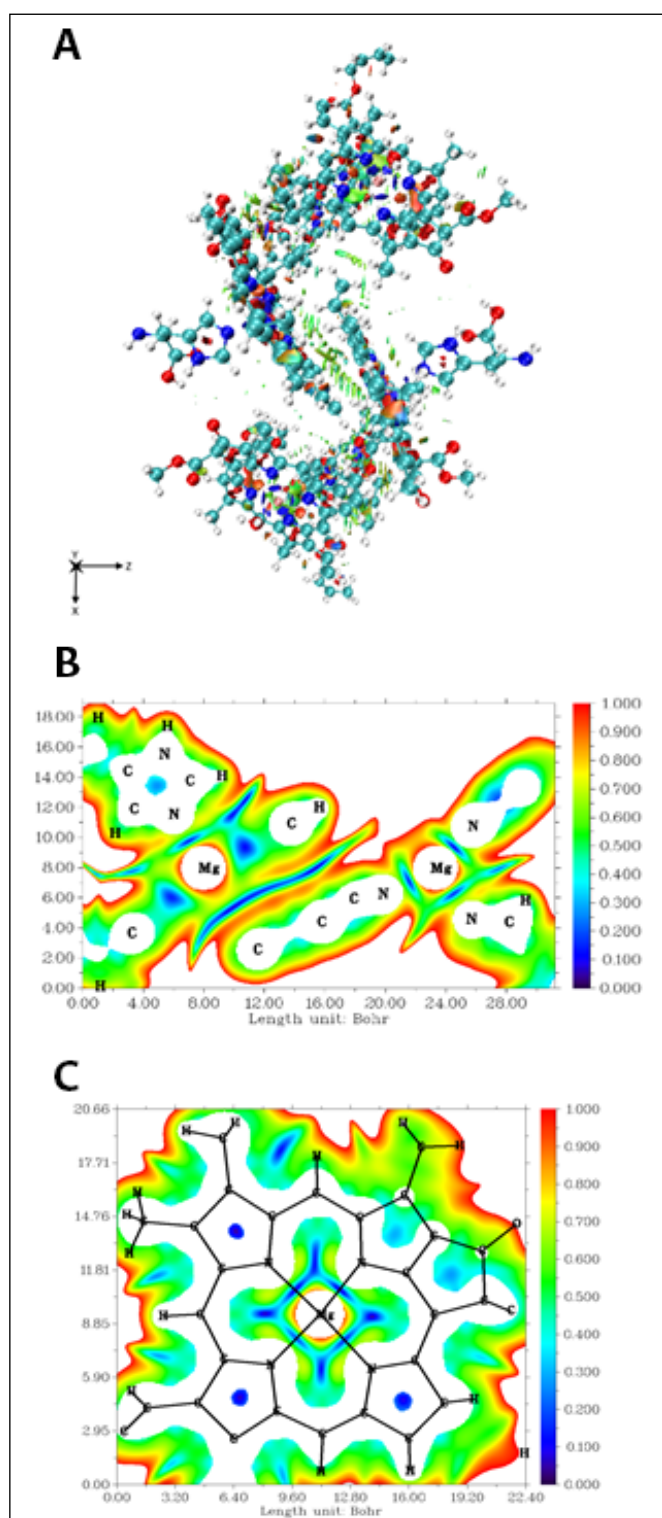 A
Y
Z
X
B
18.00
16.00
14.00
12.00
10.00
8.00
6.00
4.00
2.00
0.00
H
H
N
C
C
H
C
N
H
H
C
Mg
N
Mg
C
N
C
C
C
H
N
C
H
C
H
0.00 4.00 8.00 12.00 16.00 20.00 24.00 28.00
Length unit: Bohr
1.000
0.900
0.800
0.700
0.600
0.500
0.400
0.300
0.200
0.100
0.000
C
20.66
17.71
14.76
11.81
8.85
5.90
2.95
0.00
Mg
0.00 3.20 6.40 9.60 12.80 16.00 19.20 22.40
Length unit: Bohr
1.000
0.900
0.800
0.700
0.600
0.500
0.400
0.300
0.200
0.100
0.000